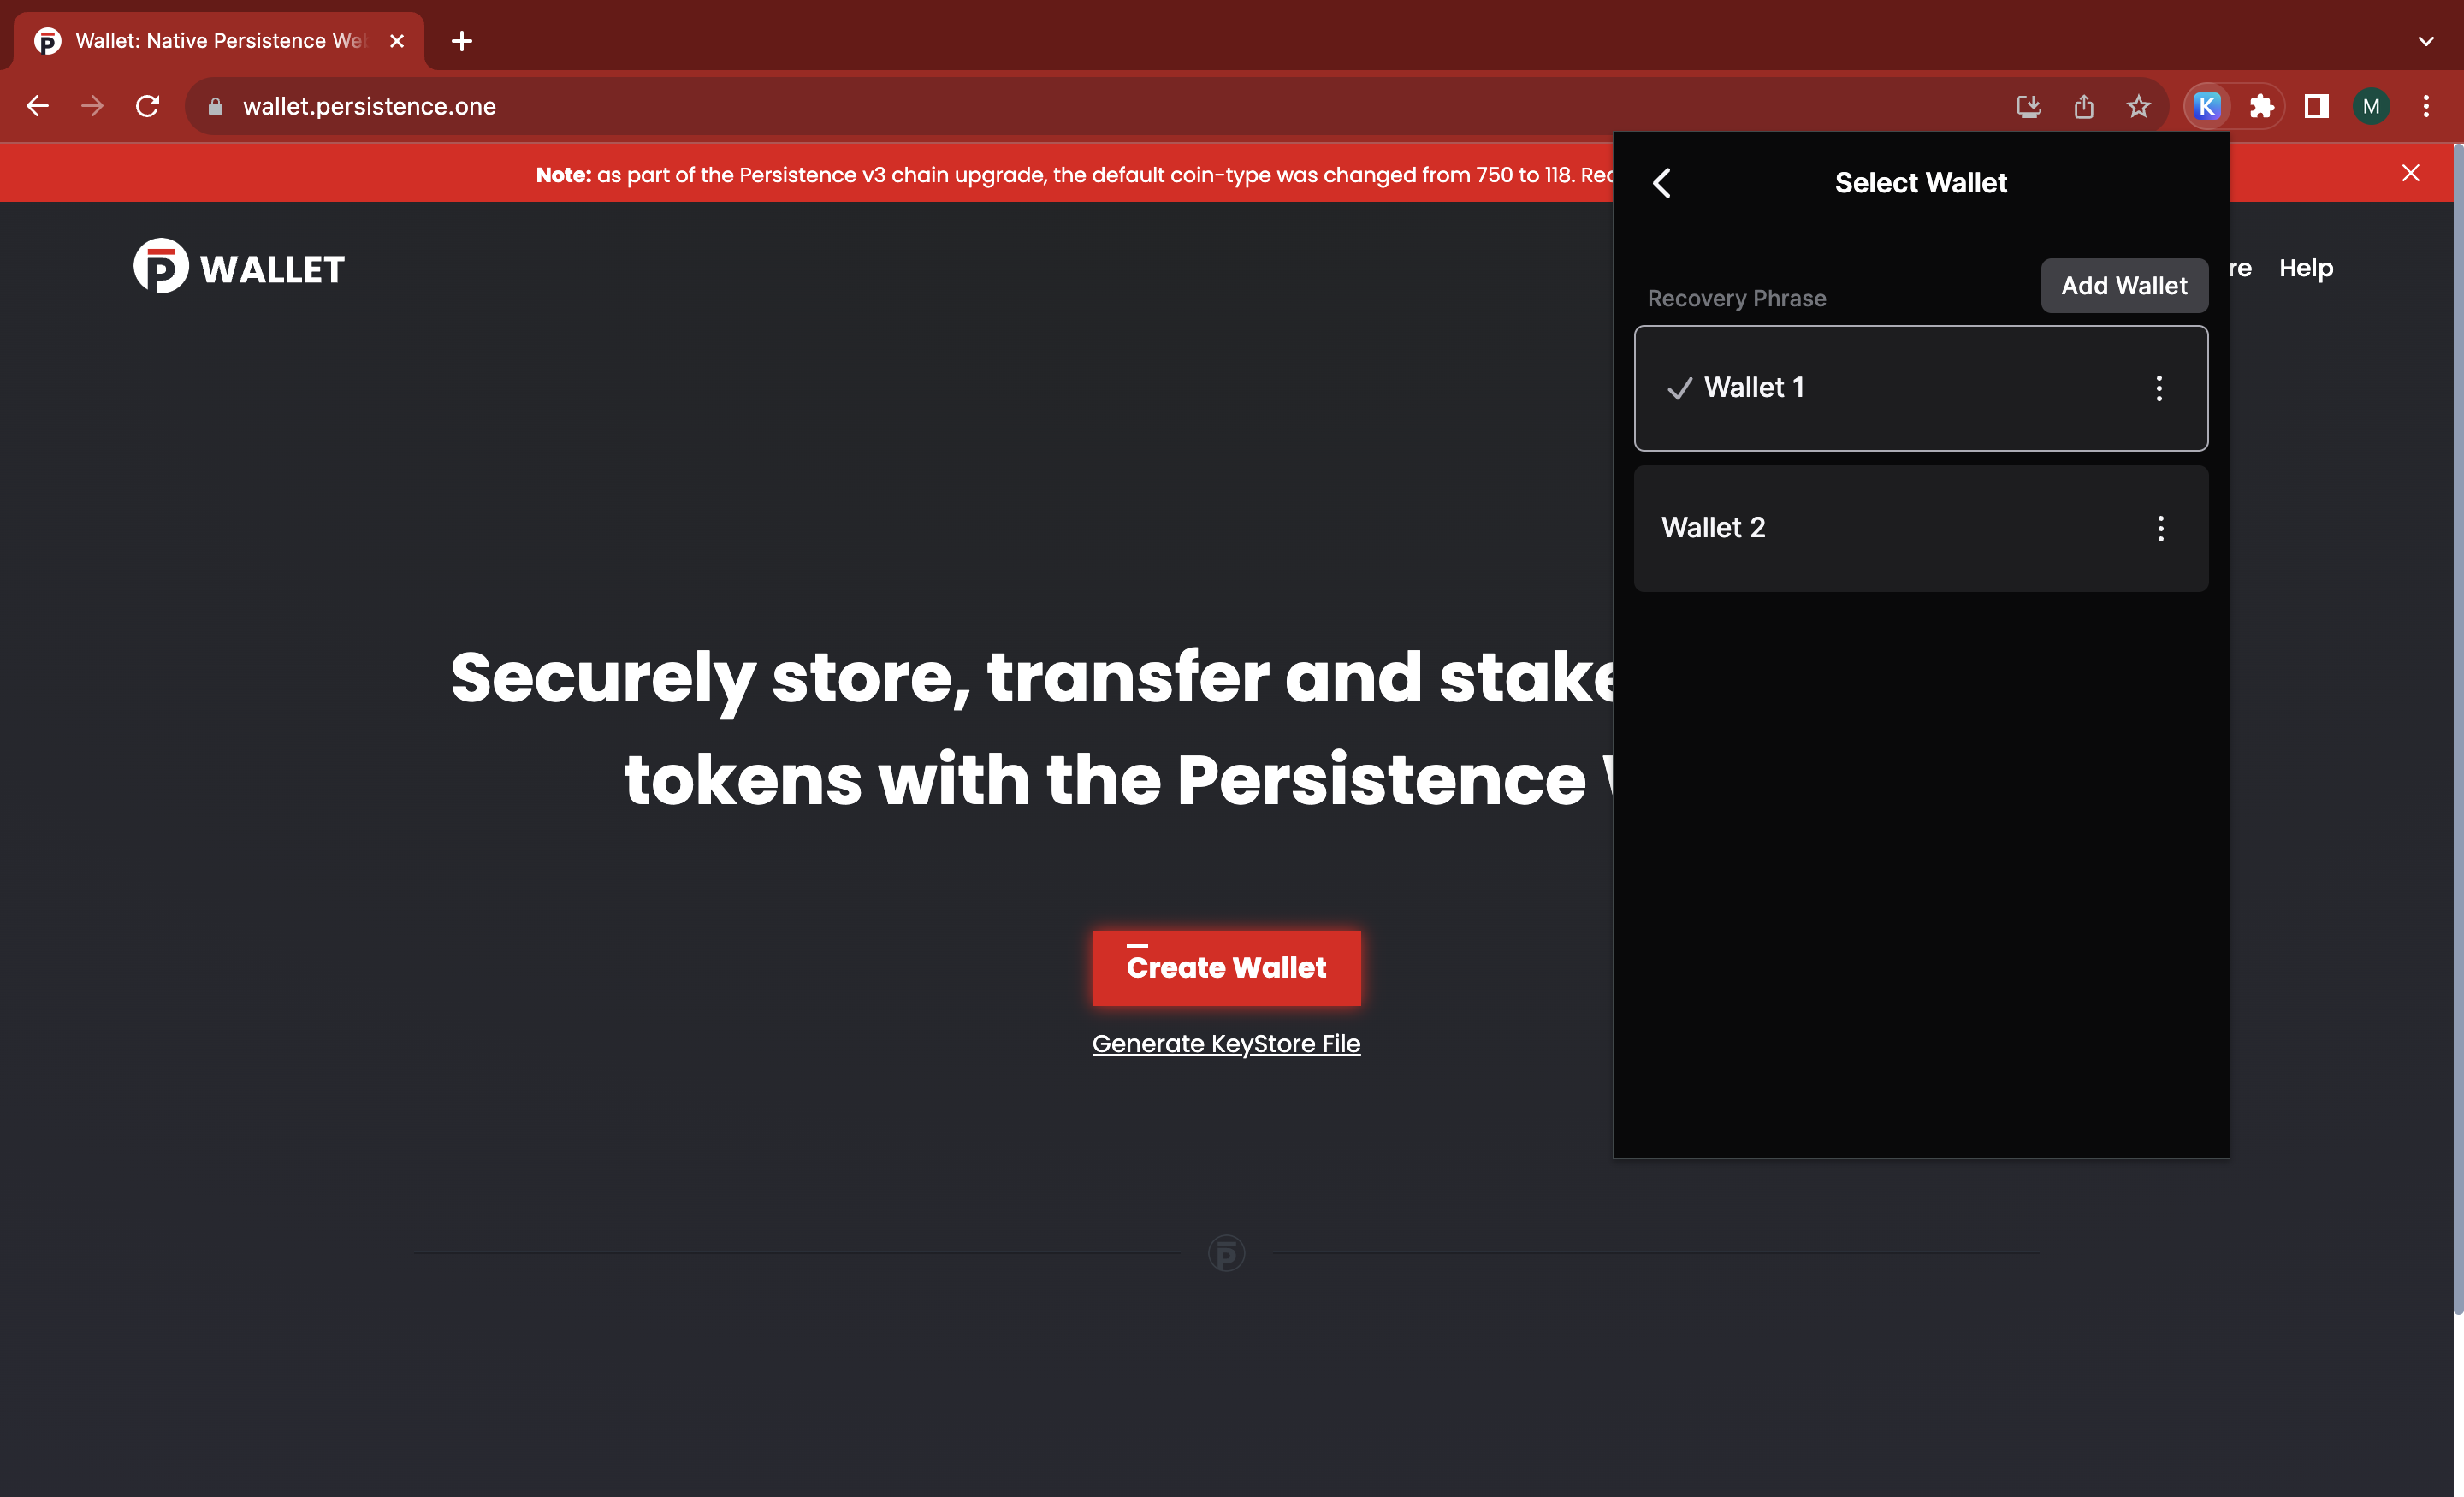 Wallet: Native Persistence We
wallet.persistence.one
K
M
Note: as part of the Persistence v3 chain upgrade, the default coin-type was changed from 750 to 118.
WALLET
Help
Select Wallet
Recovery Phrase
Add Wallet
Wallet 1
Wallet 2
Securely store, transfer and stake
tokens with the Persistence
Create Wallet
Generate KeyStore File